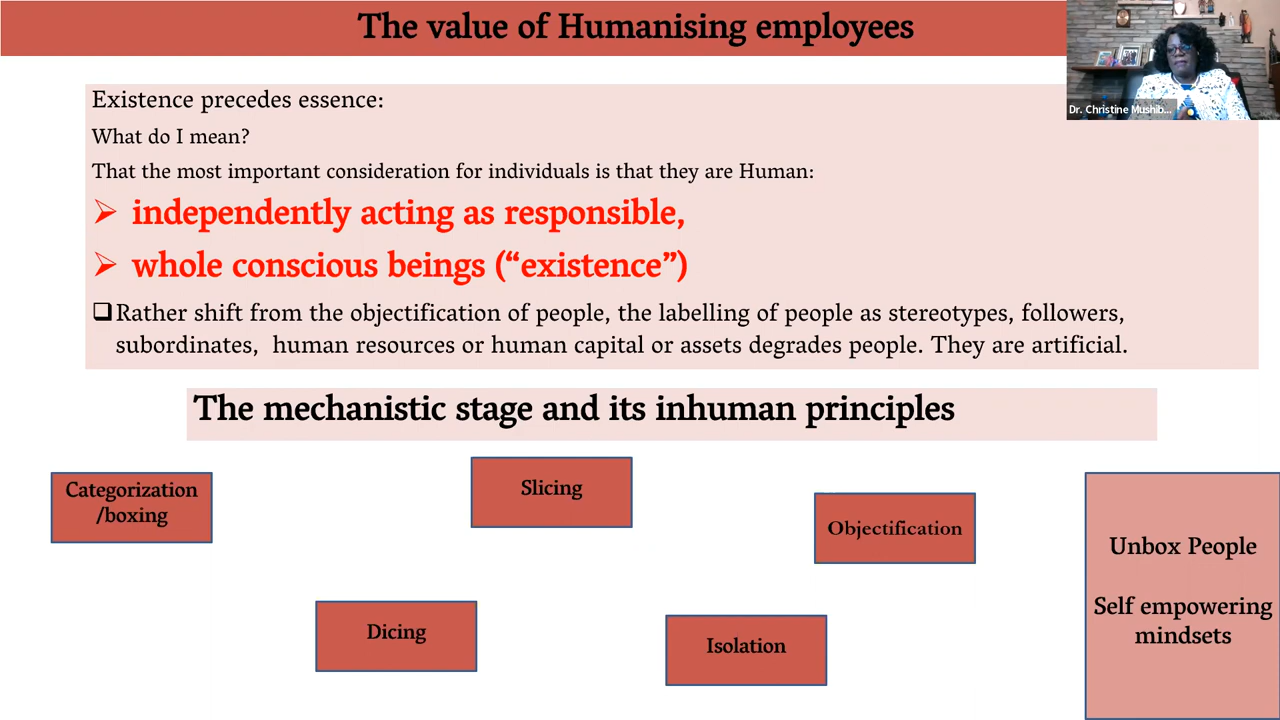 The value of Humanising employees
Dr. Christine Mushib...
Existence precedes essence:
What do I mean?
That the most important consideration for individuals is that they are Human:
➢ independently acting as responsible,
➢ whole conscious beings (“existence”)
❑Rather shift from the objectification of people, the labelling of people as stereotypes, followers,
subordinates,  human resources or human capital or assets degrades people. They are artificial.
The mechanistic stage and its inhuman principles
Categorization
/boxing
Slicing
Objectification
Dicing
Isolation
Unbox People
Self empowering
mindsets